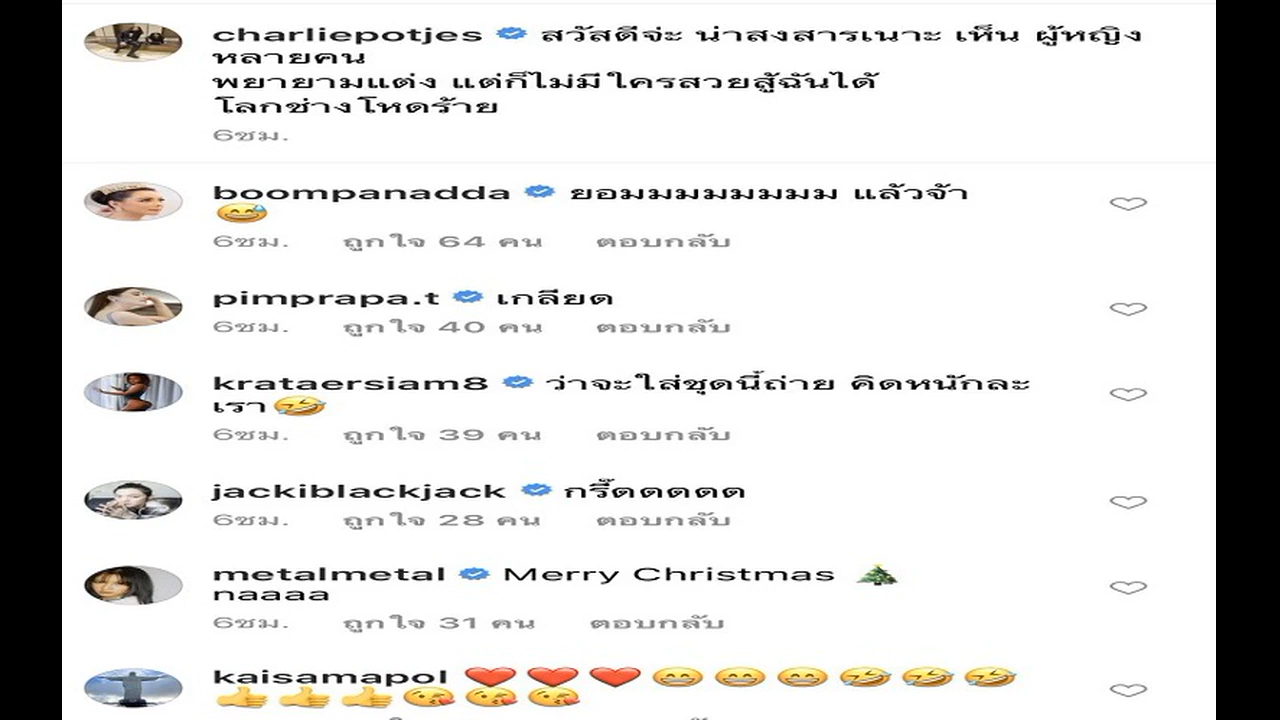 charliepotjes สวัสดีจ่ะ น่าสงสารเนาะ เห็น ผู้หญิง
หลายคน
พยายามแต่ง แต่ก็ไม่มีใครสวยสู้ฉันได้
โลกช่างโหดร้าย
6ชม.
boompanadda ยอมมมมมมมม แล้วจ้า
😅
6ชม. ถูกใจ 64 คน ตอบกลับ
pimprapa.t เกลียด
6ชม. ถูกใจ 40 คน ตอบกลับ
krataersiam8 ว่าจะใส่ชุดนี้ถ่าย คิดหนักละ
เรา 🤣
6ชม. ถูกใจ 39 คน ตอบกลับ
jackiblackjack กรี๊ดดดดด
6ชม. ถูกใจ 28 คน ตอบกลับ
metalmetal Merry Christmas 🎄
naaaa
6ชม. ถูกใจ 31 คน ตอบกลับ
kaisamapol ❤️❤️❤️😁😁😁🤣🤣🤣
👍👍👍😘😘😘